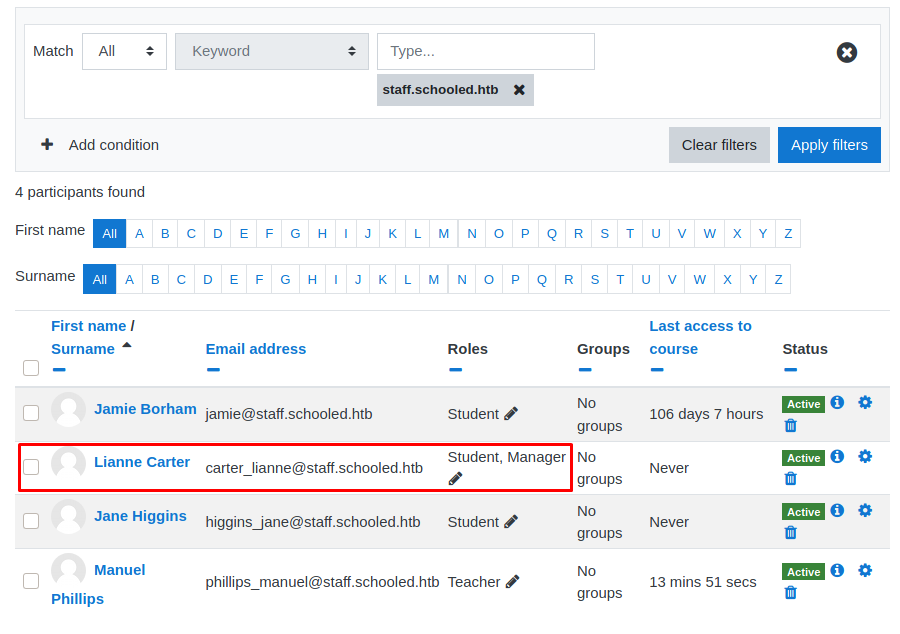 Match All Keyword Type...
staff.schooled.htb
Add condition Clear filters Apply filters
4 participants found
First name All A B C D E F G H I J K L M N O P Q R S T U V W X Y Z
Surname All A B C D E F G H I J K L M N O P Q R S T U V W X Y Z
First name / Last access to
Surname Email address Roles Groups course Status
Jamie Borham jamie@staff.schooled.htb Student No groups 106 days 7 hours Active
Lianne Carter carter_lianne@staff.schooled.htb Student, Manager No groups Never Active
Jane Higgins higgins_jane@staff.schooled.htb Student No groups Never Active
Manuel Phillips phillips_manuel@staff.schooled.htb Teacher No groups 13 mins 51 secs Active